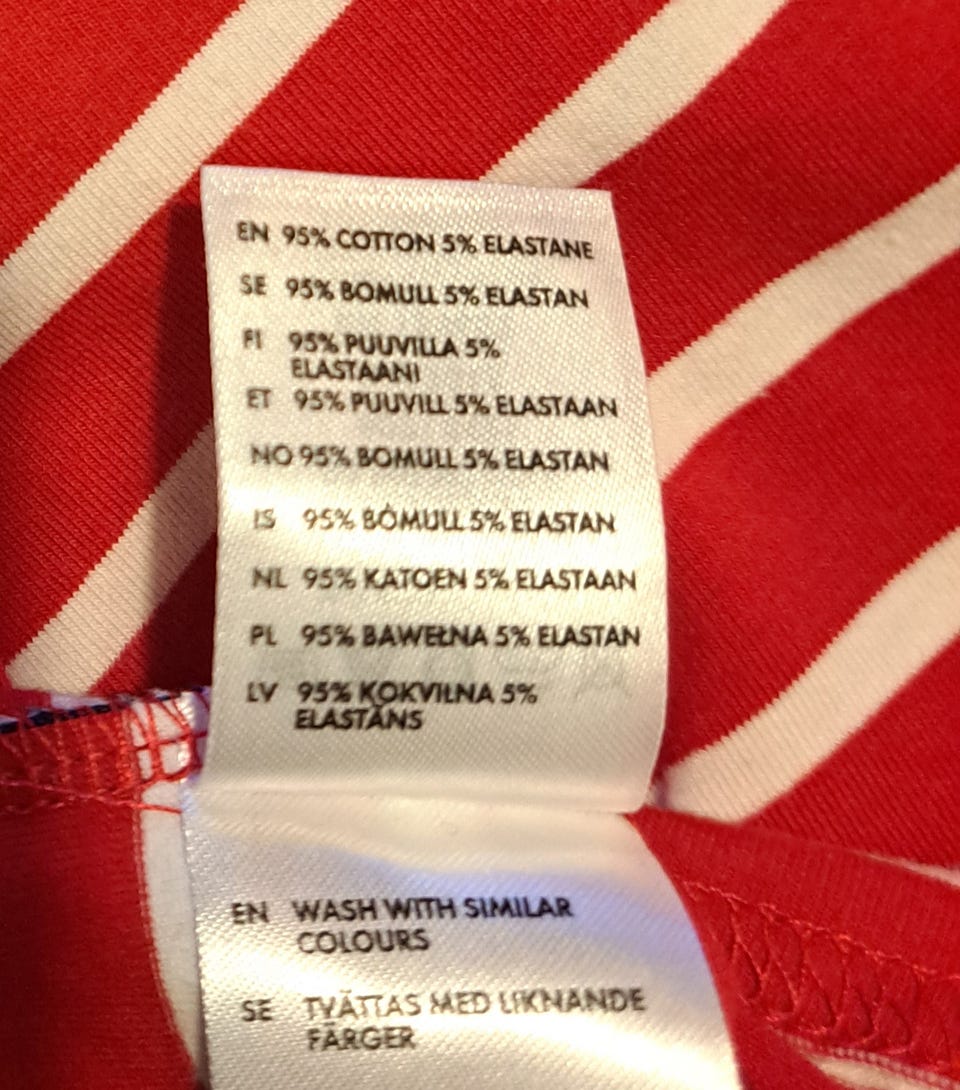 EN 95% COTTON 5% ELASTANE
SE 95% BOMULL 5% ELASTAN
FI 95% PUUVILLA 5%
ELASTAANI
ET 95% PUUVILL 5% ELASTAAN
NO 95% BOMULL 5% ELASTAN
IS 95% BÓMULL 5% ELASTAN
NL 95% KATOEN 5% ELASTAAN
PL 95% BAWEŁNA 5% ELASTAN
LV 95% KOKVILNA 5%
ELASTĀNS
EN WASH WITH SIMILAR
COLOURS
SE TVÄTTAS MED LIKNANDE
FÄRGER